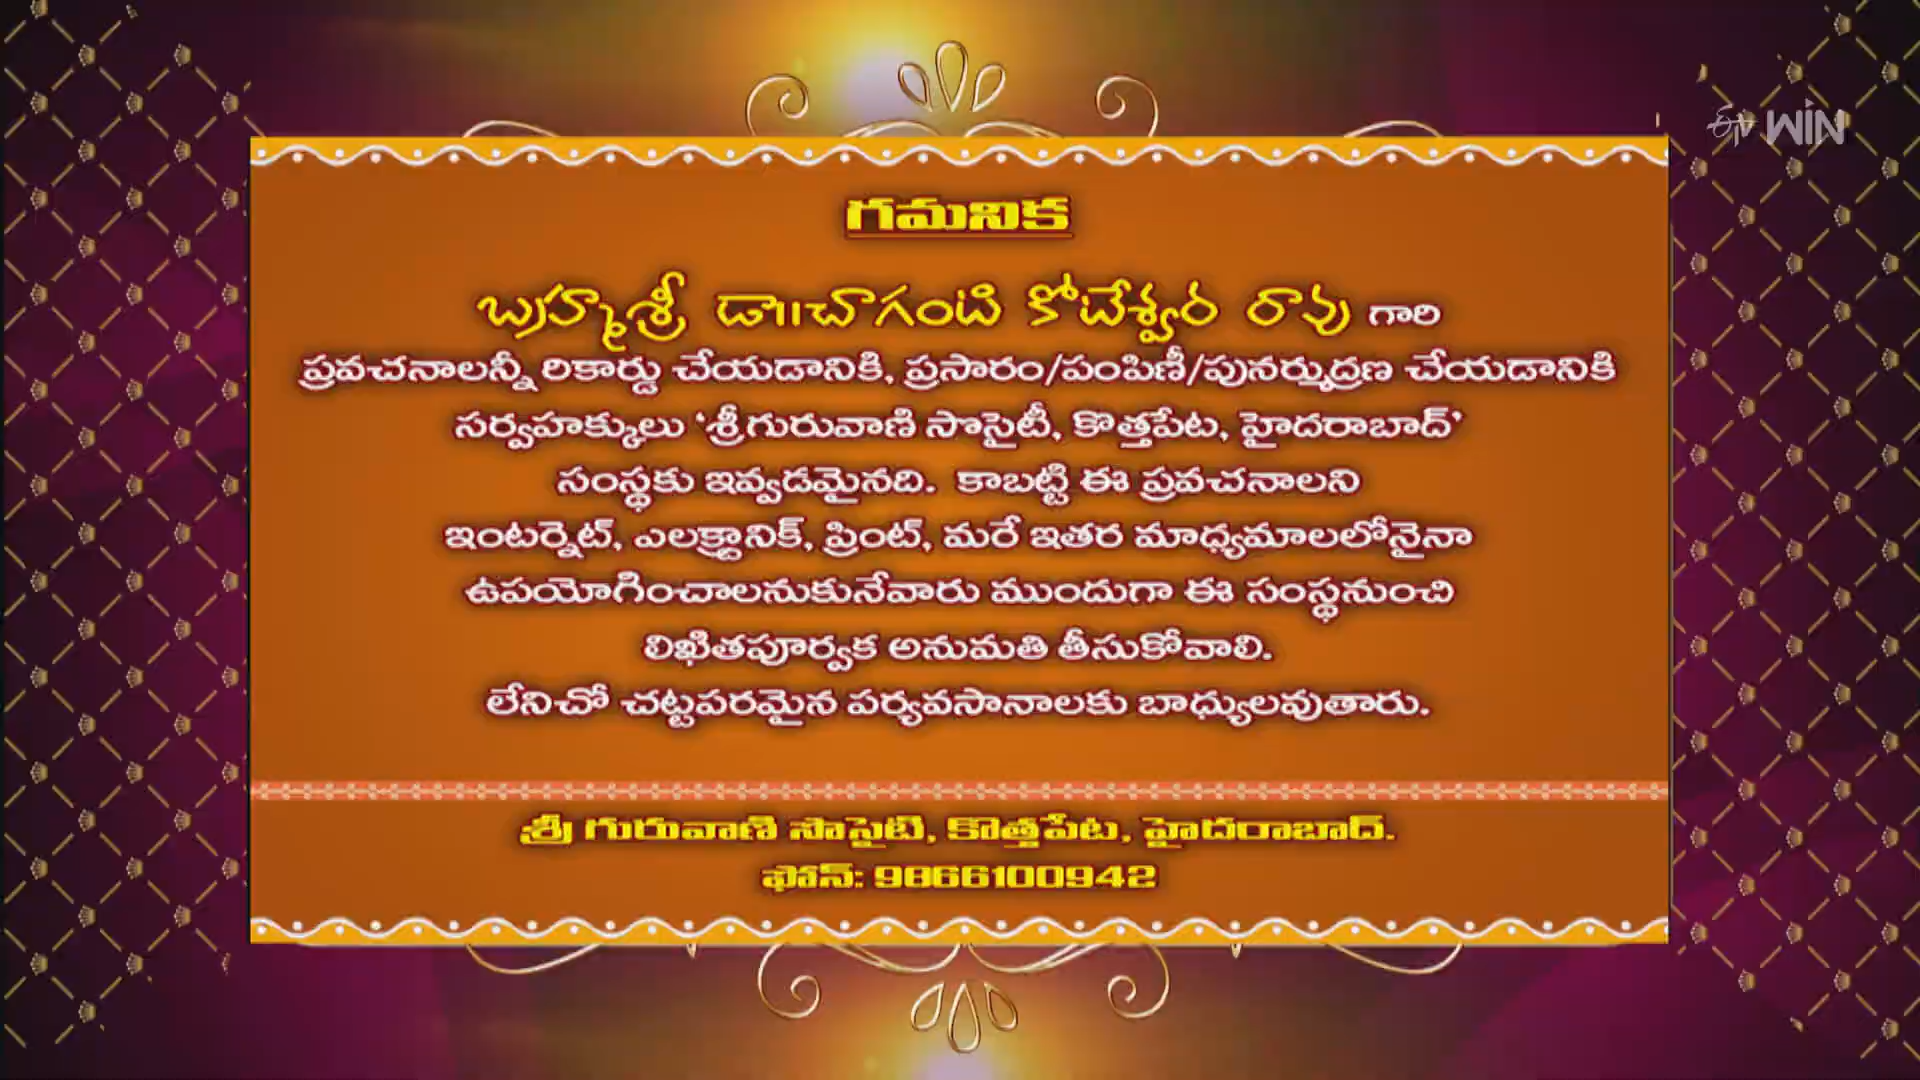 ఈటీవీ WIN
గమనిక
బ్రహ్మశ్రీ డా॥చాగంటి కోటేశ్వర రావు గారి
ప్రవచనాలన్నీ రికార్డు చేయడానికి, ప్రసారం/పంపిణీ/పునర్ముద్రణ చేయడానికి
సర్వహక్కులు ‘శ్రీగురువాణి సొసైటీ, కొత్తపేట, హైదరాబాద్’
సంస్థకు ఇవ్వడమైనది. కాబట్టి ఈ ప్రవచనాలని
ఇంటర్నెట్, ఎలక్ట్రానిక్, ప్రింట్, మరే ఇతర మాధ్యమాలలోనైనా
ఉపయోగించాలనుకునేవారు ముందుగా ఈ సంస్థనుంచి
లిఖితపూర్వక అనుమతి తీసుకోవాలి.
లేనిచో చట్టపరమైన పర్యవసానాలకు బాధ్యులవుతారు.
శ్రీ గురువాణి సొసైటి, కొత్తపేట, హైదరాబాద్.
ఫోన్: 9866100942